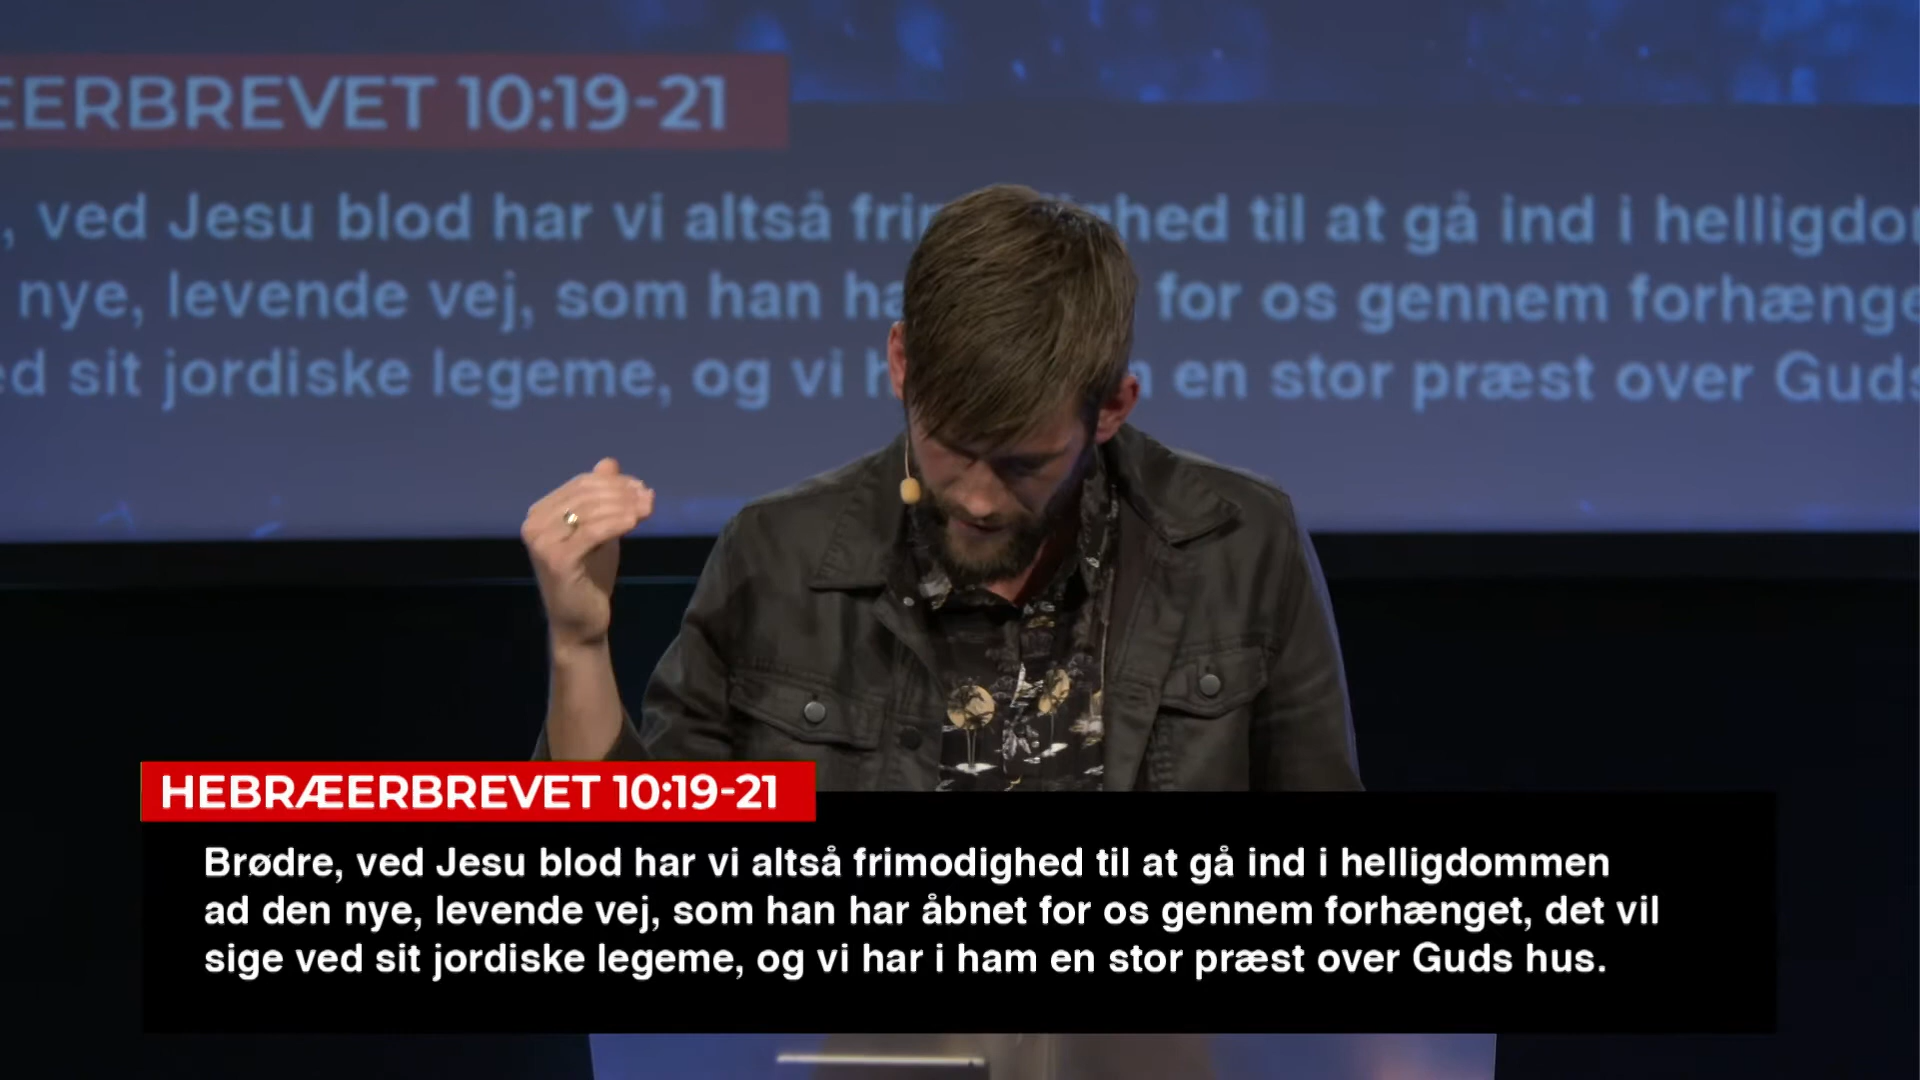 EERBREVET 10:19-21
, ved Jesu blod har vi altså frim ghed til at gå ind i helligdo
nye, levende vej, som han ha for os gennem forhænge
ed sit jordiske legeme, og vi h en stor præst over Guds
HEBRÆERBREVET 10:19-21
Brødre, ved Jesu blod har vi altså frimodighed til at gå ind i helligdommen
ad den nye, levende vej, som han har åbnet for os gennem forhænget, det vil
sige ved sit jordiske legeme, og vi har i ham en stor præst over Guds hus.